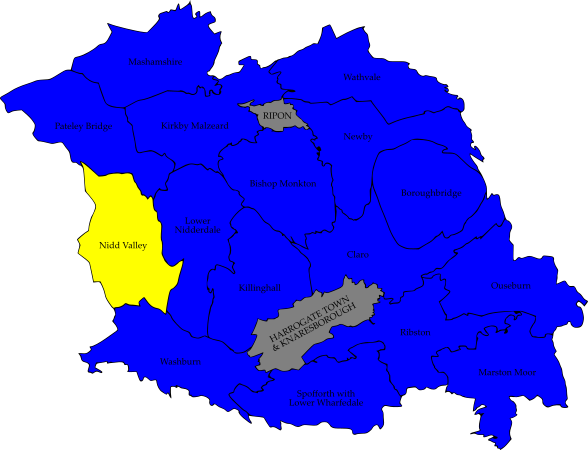 Mashamshire
Wathvale
RIPON
Pateley Bridge
Kirkby Malzeard
Newby
Bishop Monkton
Boroughbridge
Lower
Nidderdale
Nidd Valley
Claro
Killinghall
Ouseburn
HARROGATE TOWN
& KNARESBOROUGH
Ribston
Washburn
Marston Moor
Spofforth with
Lower Wharfedale